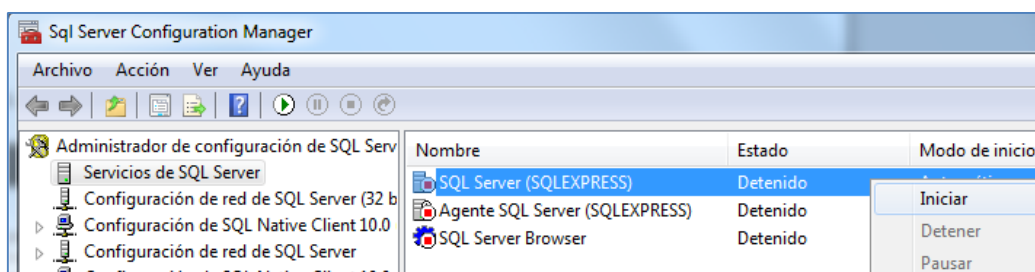 Sql Server Configuration Manager
Archivo Acción Ver Ayuda
Administrador de configuración de SQL Serv
Servicios de SQL Server
Configuración de red de SQL Server (32 b
Configuración de SQL Native Client 10.0
Configuración de red de SQL Server
Nombre Estado Modo de inicio
SQL Server (SQLEXPRESS) Detenido
Agente SQL Server (SQLEXPRESS) Detenido
SQL Server Browser Detenido
Iniciar
Detener
Pausar